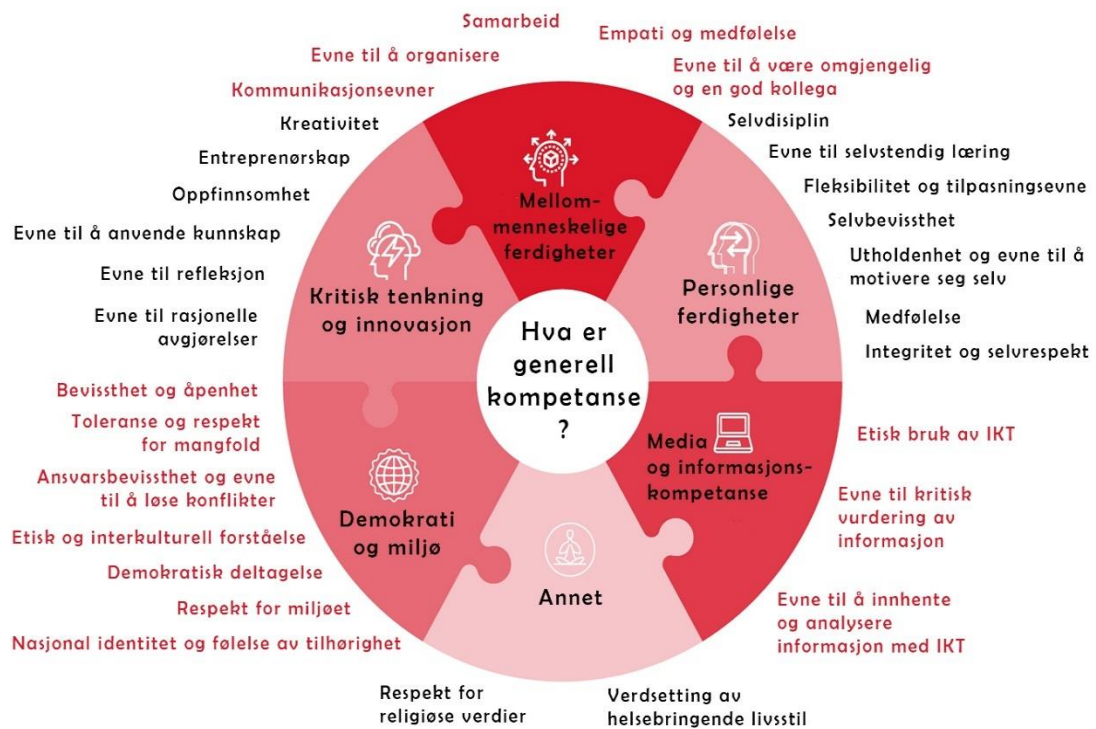 Samarbeid
Empati og medfølelse
Evne til å organisere
Evne til å være omgjengelig
og en god kollega
Kommunikasjonsevner
Kreativitet
Entreprenørskap
Oppfinnsomhet
Evne til å anvende kunnskap
Evne til refleksjon
Evne til rasjonelle
avgjørelser
Selvdisiplin
Evne til selvstendig læring
Fleksibilitet og tilpasningsevne
Selvbevissthet
Utholdenhet og evne til å
motivere seg selv
Medfølelse
Integritet og selvrespekt
Mellom-
menneskelige
ferdigheter
Kritisk tenkning
og innovasjon
Personlige
ferdigheter
Hva er
generell
kompetanse
?
Bevissthet og åpenhet
Toleranse og respekt
for mangfold
Ansvarsbevissthet og evne
til å løse konflikter
Etisk og interkulturell forståelse
Demokratisk deltagelse
Respekt for miljøet
Nasjonal identitet og følelse av tilhørighet
Demokrati
og miljø
Media
og informasjons-
kompetanse
Annet
Etisk bruk av IKT
Evne til kritisk
vurdering av
informasjon
Evne til å innhente
og analysere
informasjon med IKT
Respekt for
religiøse verdier
Verdsetting av
helsebringende livsstil